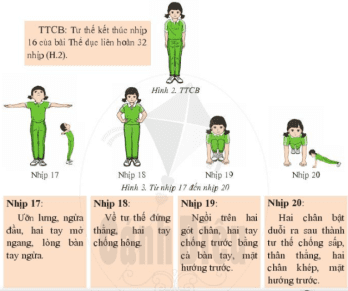 TTCB: Tư thế kết thúc nhịp
16 của bài Thể dục liên hoàn 32
nhịp (H.2).
Hình 2. TTCB
Nhịp 17
Nhịp 18
Nhịp 19
Nhịp 20
Hình 3. Từ nhịp 17 đến nhịp 20
Nhịp 17:
Ưỡn lưng, ngửa
đầu, hai tay mở
ngang, lòng bàn
tay ngửa.
Nhịp 18:
Về tư thế đứng
thẳng, hai tay
chống hông.
Nhịp 19:
Ngồi trên hai
gót chân, hai tay
chống trước bằng
cả bàn tay, mặt
hướng trước.
Nhịp 20:
Hai chân bật
duỗi ra sau thành
tư thế chống sấp,
thân thẳng, hai
chân khép, mặt
hướng trước.